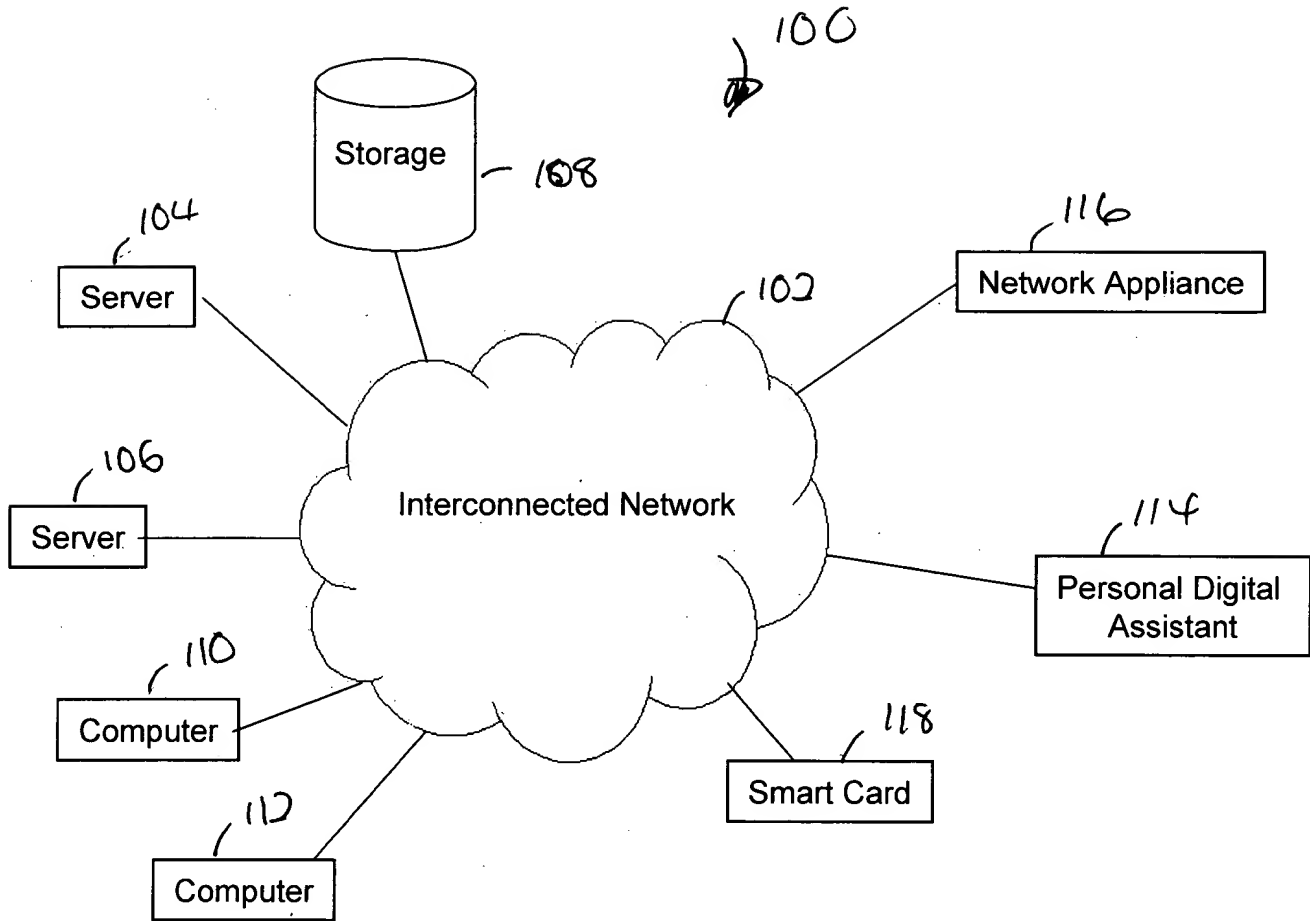 100
Storage
108
104
Server
116
Network Appliance
102
106
Server
Interconnected Network
114
Personal Digital
Assistant
110
Computer
118
Smart Card
112
Computer